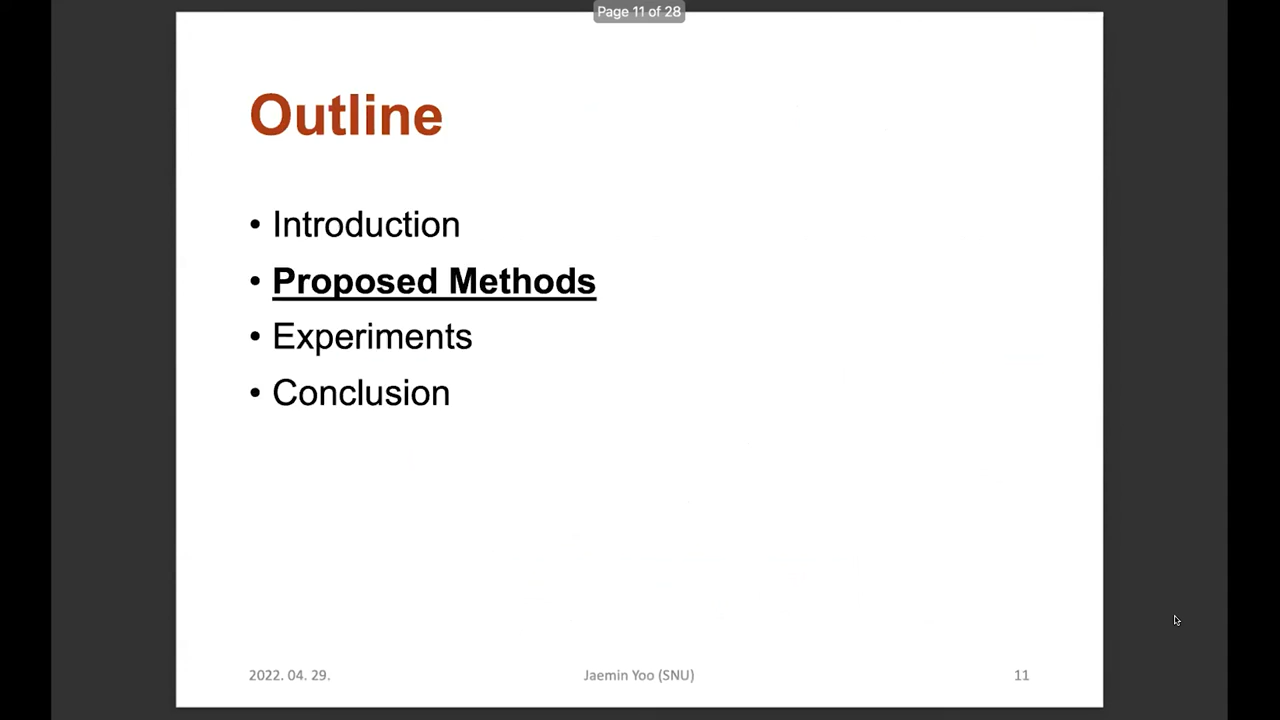 Page 11 of 28
Outline
• Introduction
• Proposed Methods
• Experiments
• Conclusion
2022. 04. 29.
Jaemin Yoo (SNU)
11